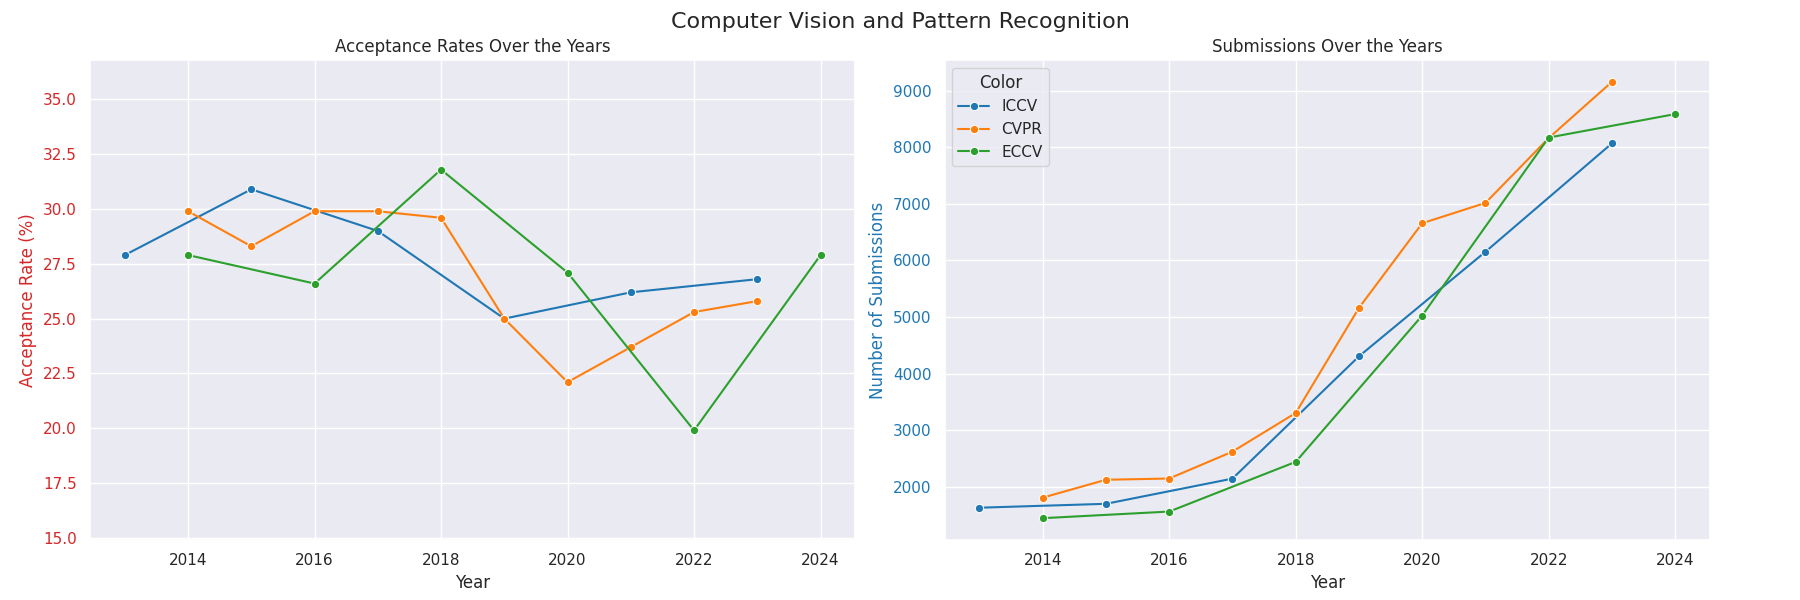 Computer Vision and Pattern Recognition
Acceptance Rates Over the Years
Acceptance Rate (%)
35.0
32.5
30.0
27.5
25.0
22.5
20.0
17.5
15.0
2014 2016 2018 2020 2022 2024
Year
Submissions Over the Years
Number of Submissions
9000
8000
7000
6000
5000
4000
3000
2000
Color
ICCV
CVPR
ECCV
2014 2016 2018 2020 2022 2024
Year